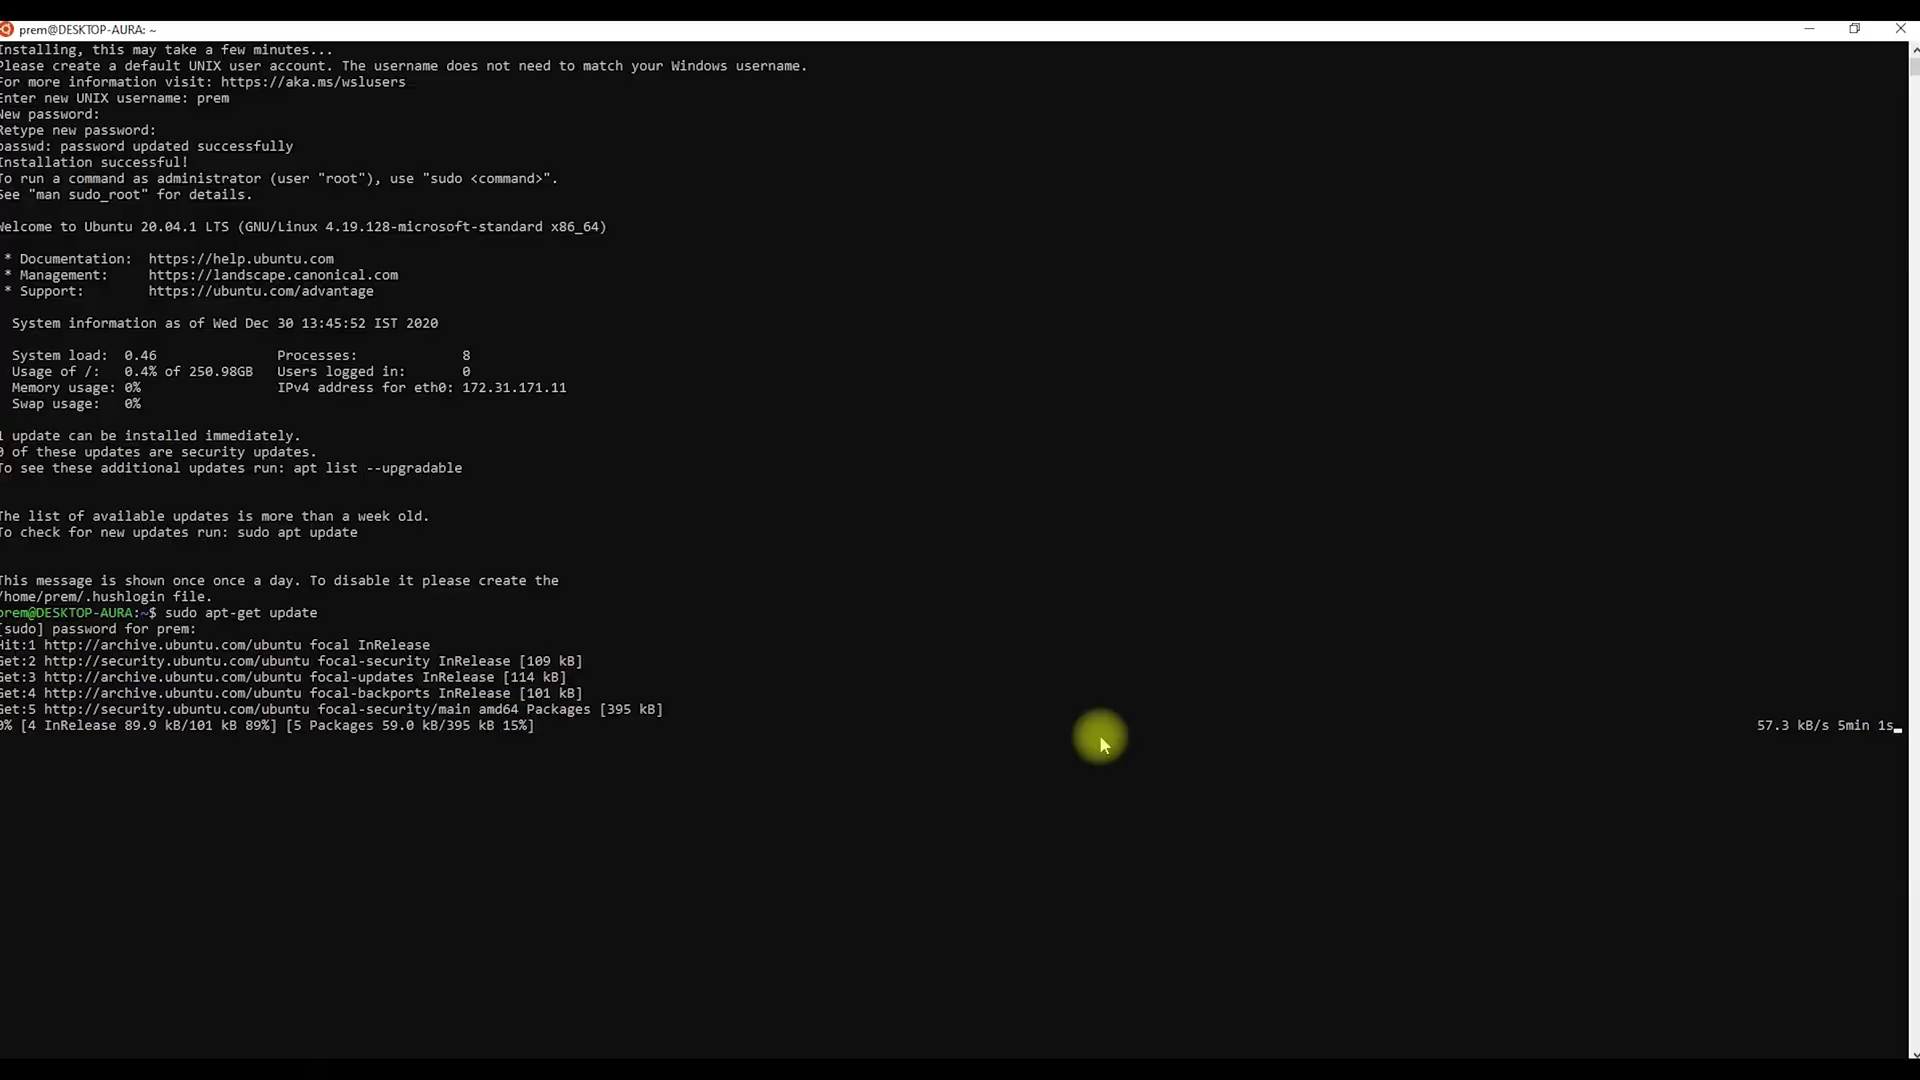 prem@DESKTOP-AURA: ~
Installing, this may take a few minutes...
Please create a default UNIX user account. The username does not need to match your Windows username.
For more information visit: https://aka.ms/wslusers
Enter new UNIX username: prem
New password:
Retype new password:
passwd: password updated successfully
Installation successful!
To run a command as administrator (user "root"), use "sudo <command>".
See "man sudo_root" for details.
Welcome to Ubuntu 20.04.1 LTS (GNU/Linux 4.19.128-microsoft-standard x86_64)
* Documentation:  https://help.ubuntu.com
* Management:     https://landscape.canonical.com
* Support:        https://ubuntu.com/advantage
System information as of Wed Dec 30 13:45:52 IST 2020
System load:  0.46               Processes:             8
Usage of /:   0.4% of 250.98GB   Users logged in:       0
Memory usage: 0%                 IPv4 address for eth0: 172.31.171.11
Swap usage:   0%
1 update can be installed immediately.
0 of these updates are security updates.
To see these additional updates run: apt list --upgradable
The list of available updates is more than a week old.
To check for new updates run: sudo apt update
This message is shown once once a day. To disable it please create the
/home/prem/.hushlogin file.
prem@DESKTOP-AURA:~$ sudo apt-get update
[sudo] password for prem:
Hit:1 http://archive.ubuntu.com/ubuntu focal InRelease
Get:2 http://security.ubuntu.com/ubuntu focal-security InRelease [109 kB]
Get:3 http://archive.ubuntu.com/ubuntu focal-updates InRelease [114 kB]
Get:4 http://archive.ubuntu.com/ubuntu focal-backports InRelease [101 kB]
Get:5 http://security.ubuntu.com/ubuntu focal-security/main amd64 Packages [395 kB]
0% [4 InRelease 89.9 kB/101 kB 89%] [5 Packages 59.0 kB/395 kB 15%] 57.3 kB/s 5min 1s